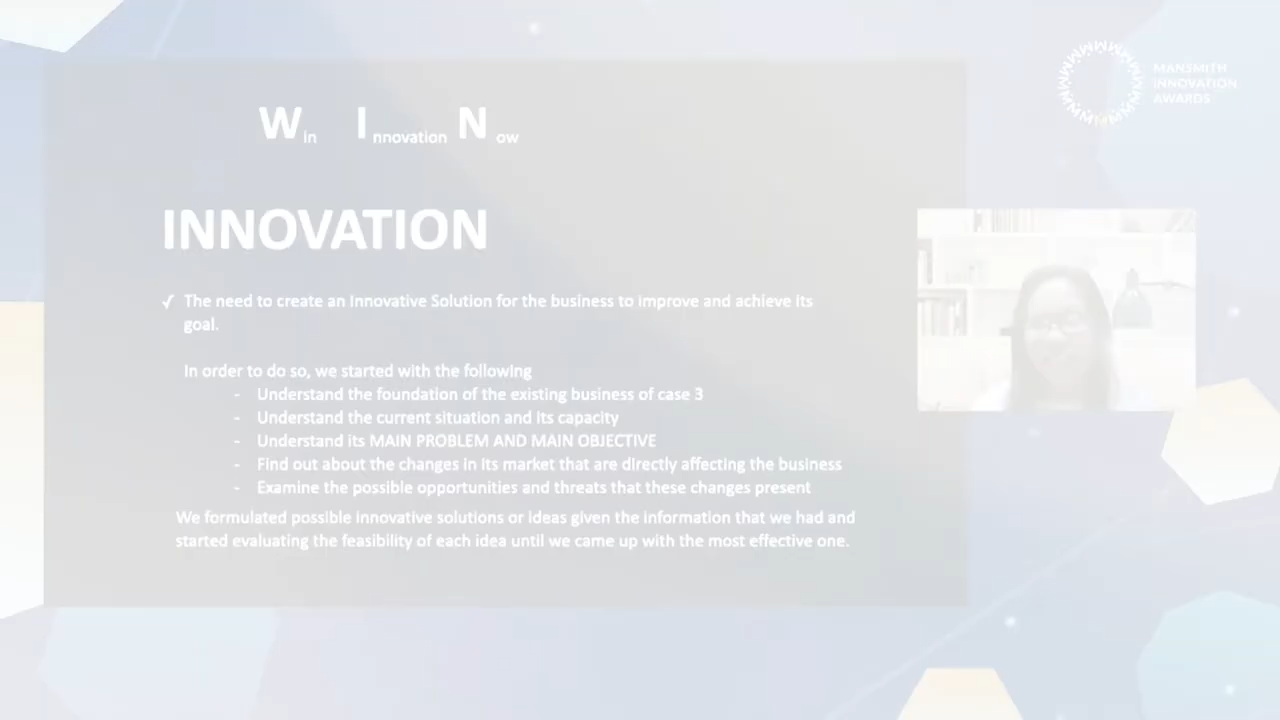 Win Innovation Now
MANSMITH
INNOVATION
AWARDS
INNOVATION
✓ The need to create an Innovative Solution for the business to improve and achieve its
goal.
In order to do so, we started with the following
- Understand the foundation of the existing business of case 3
- Understand the current situation and its capacity
- Understand its MAIN PROBLEM AND MAIN OBJECTIVE
- Find out about the changes in its market that are directly affecting the business
- Examine the possible opportunities and threats that these changes present
We formulated possible innovative solutions or ideas given the information that we had and
started evaluating the feasibility of each idea until we came up with the most effective one.